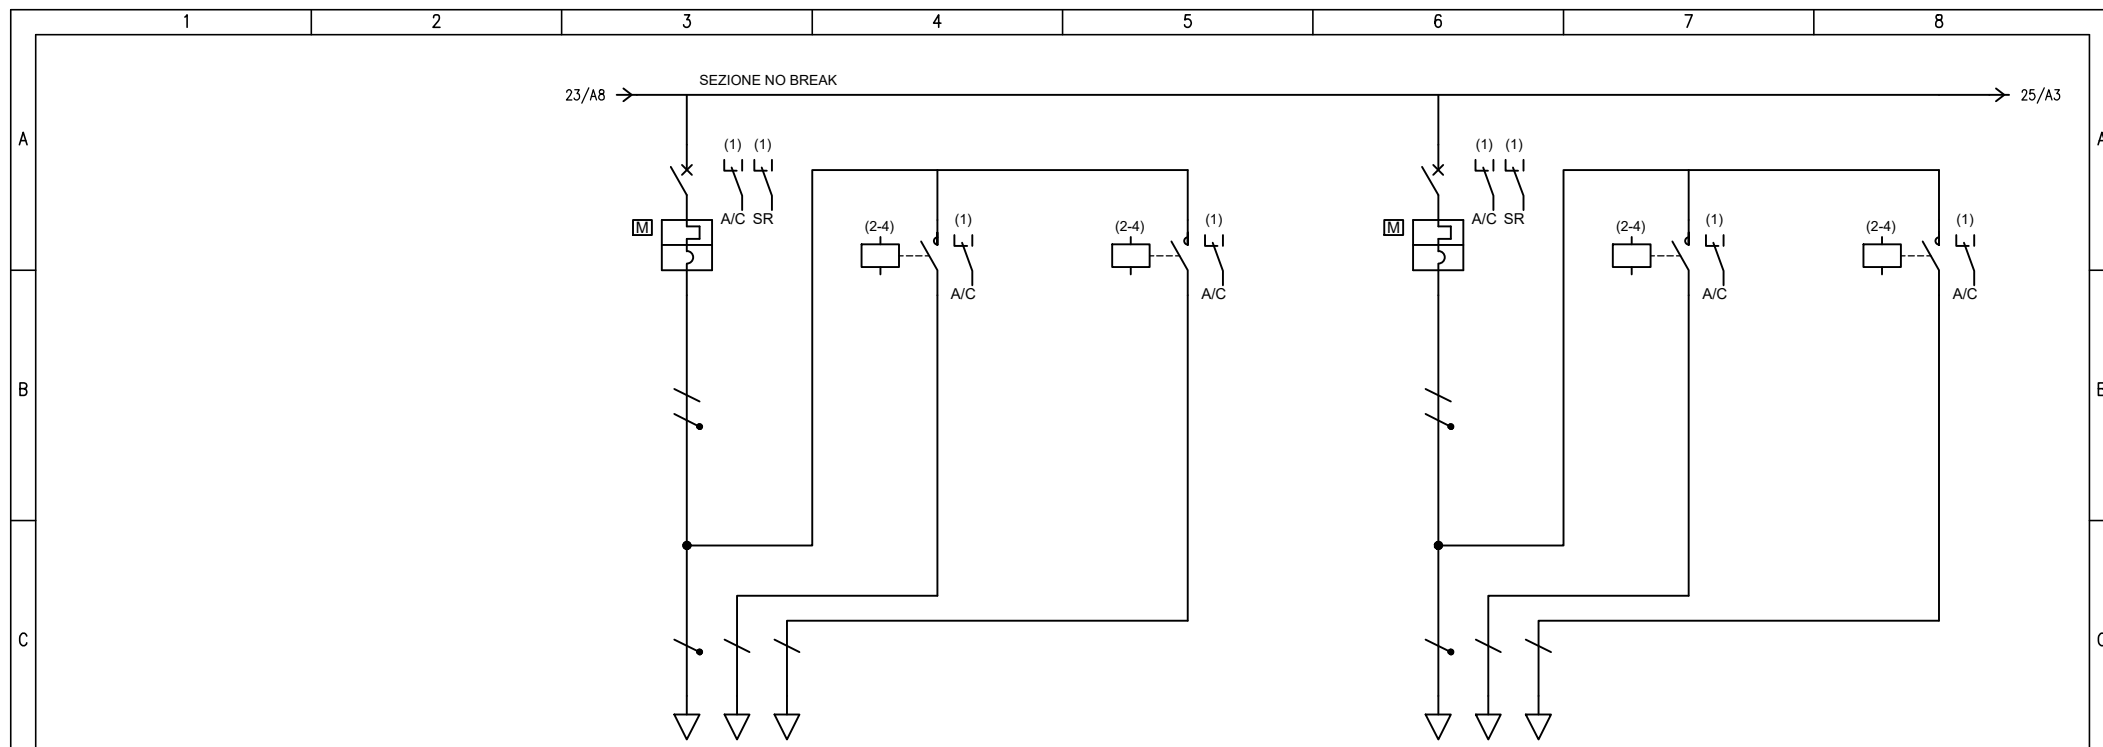 1 2 3 4 5 6 7 8
SEZIONE NO BREAK
23/A8 25/A3
A A
(1) (1) (1) (1)
A/C SR A/C SR
M (2-4) (1) (2-4) (1) M (2-4) (1) (2-4) (1)
A/C A/C A/C A/C
B B
C C